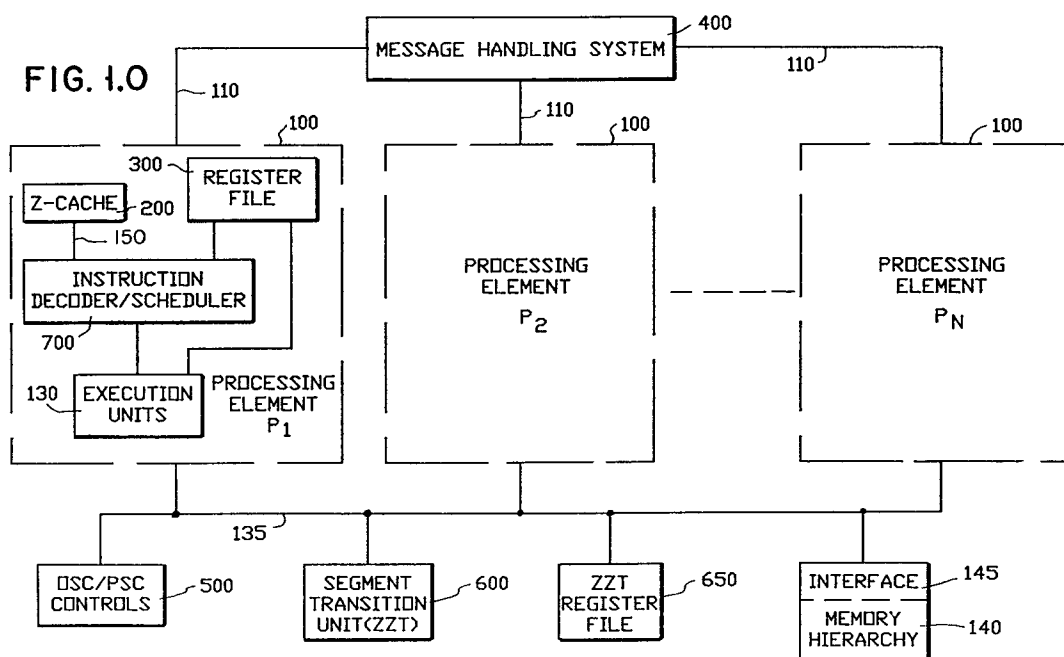 FIG. 1.0
400
MESSAGE HANDLING SYSTEM
110
110
110
100
100
100
300
REGISTER
FILE
Z-CACHE
200
150
INSTRUCTION
DECODER/SCHEDULER
700
130
EXECUTION
UNITS
PROCESSING
ELEMENT
P1
PROCESSING
ELEMENT
P2
PROCESSING
ELEMENT
PN
135
OSC/PSC
CONTROLS
500
SEGMENT
TRANSITION
UNIT(ZZT)
600
ZZT
REGISTER
FILE
650
INTERFACE
145
MEMORY
HIERARCHY
140